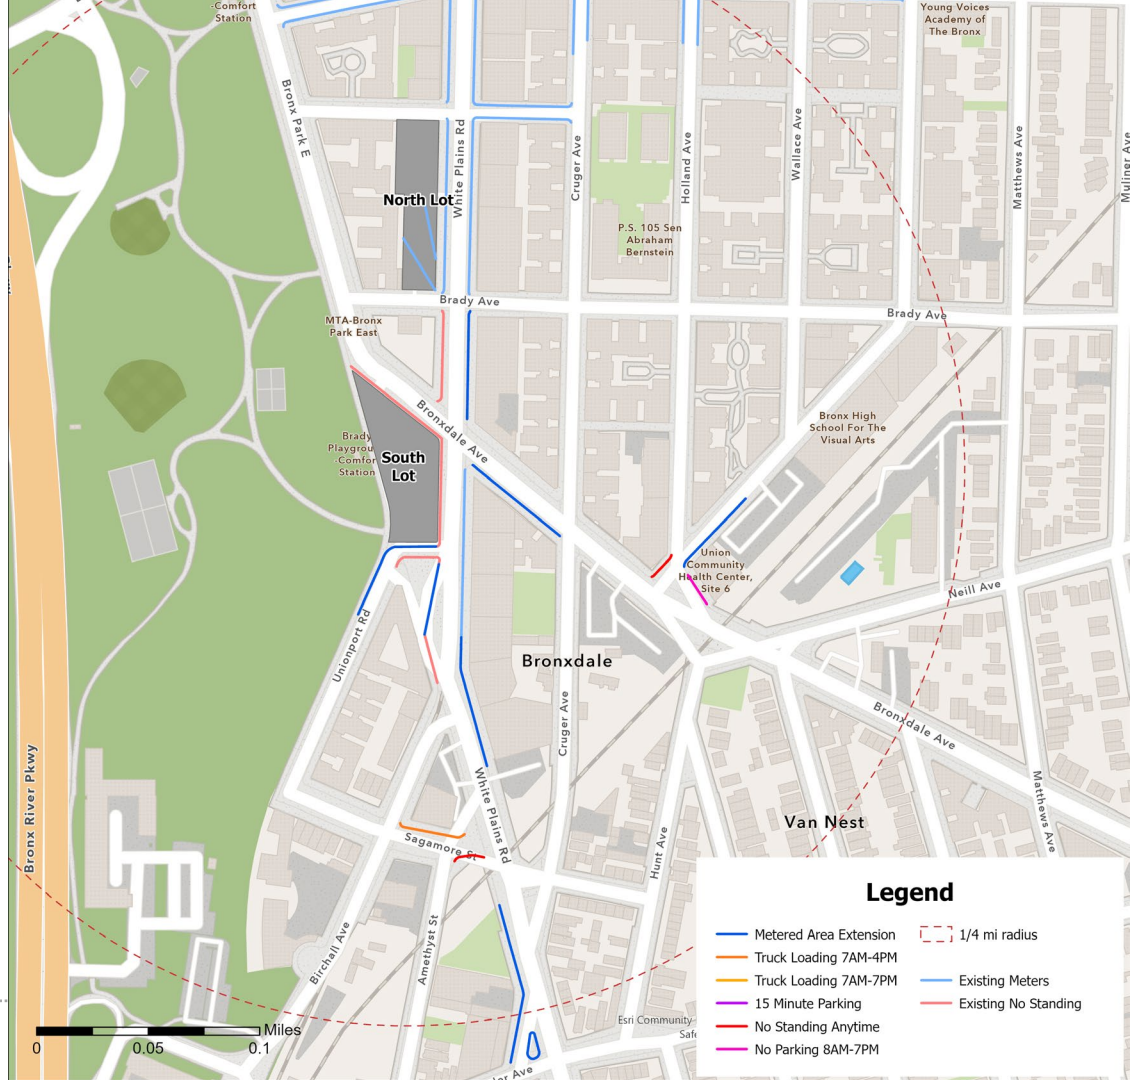 -Comfort
Station
Young Voices
Academy of
The Bronx
Bronx Park E
White Plains Rd
Cruger Ave
Holland Ave
Wallace Ave
Matthews Ave
Muliner Ave
North Lot
P.S. 105 Sen
Abraham
Bernstein
Brady Ave
Brady Ave
MTA-Bronx
Park East
Bronxdale Ave
Brady
Comfor
Station
South
Lot
Bronx High
School For The
Visual Arts
Union
Community
Health Center,
Site 6
Neill Ave
Unionport Rd
Bronxdale
Cruger Ave
Bronxdale Ave
Bronx River Pkwy
White Plains Rd
Matthews Ave
Van Nest
Sagamore St
Hunt Ave
Birchall Ave
Amethyst St
Legend
Metered Area Extension
1/4 mi radius
Truck Loading 7AM-4PM
Truck Loading 7AM-7PM
Existing Meters
15 Minute Parking
Existing No Standing
No Standing Anytime
No Parking 8AM-7PM
Esri Community
Safe
Miles
0
0.05
0.1
Ave